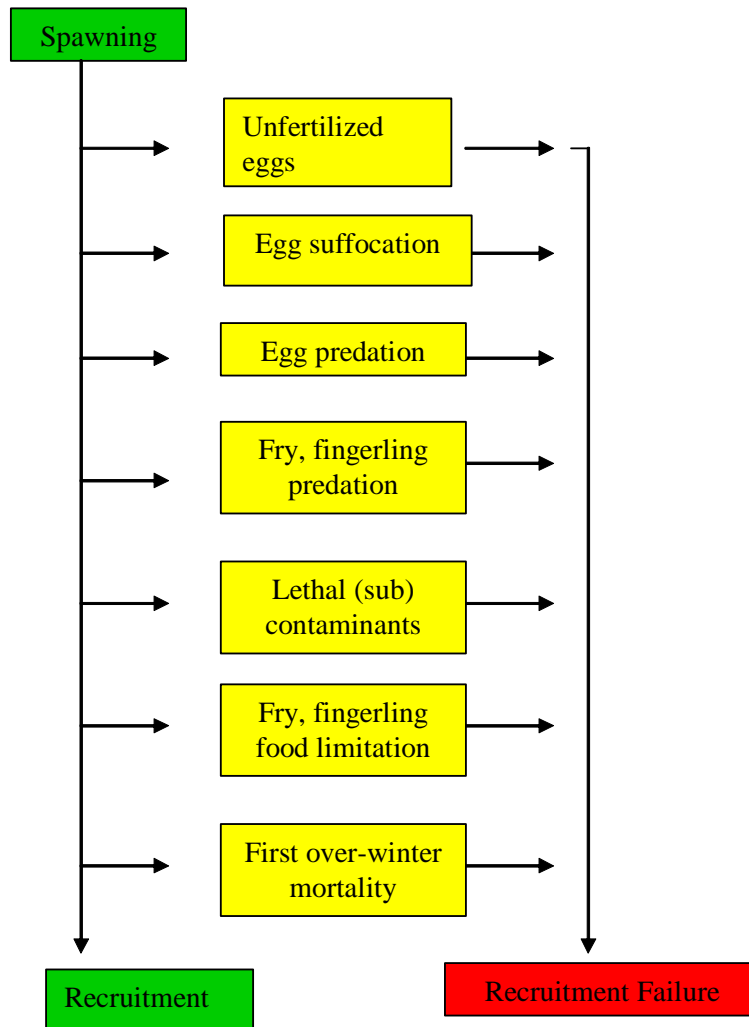 Spawning
Unfertilized
eggs
Egg suffocation
Egg predation
Fry, fingerling
predation
Lethal (sub)
contaminants
Fry, fingerling
food limitation
First over-winter
mortality
Recruitment
Recruitment Failure